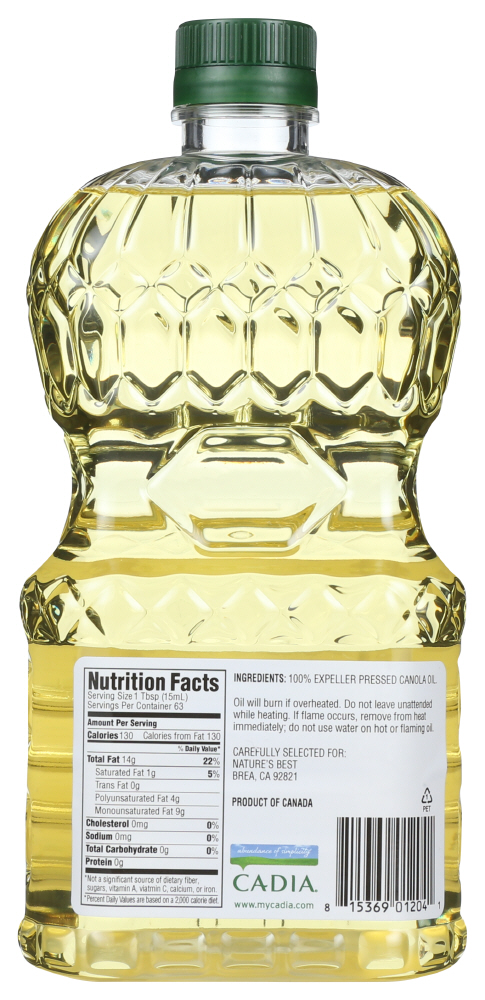 Nutrition Facts
Serving Size 1 Tbsp (15mL)
Servings Per Container 63
Amount Per Serving
Calories 130 Calories from Fat 130
% Daily Value*
Total Fat 14g 22%
Saturated Fat 1g 5%
Trans Fat 0g
Polyunsaturated Fat 4g
Monounsaturated Fat 9g
Cholesterol 0mg 0%
Sodium 0mg 0%
Total Carbohydrate 0g 0%
Protein 0g
*Not a significant source of dietary fiber,
sugars, vitamin A, viatmin C, calcium, or iron.
*Percent Daily Values are based on a 2,000 calorie diet.
INGREDIENTS: 100% EXPELLER PRESSED CANOLA OIL.
Oil will burn if overheated. Do not leave unattended
while heating. If flame occurs, remove from heat
immediately; do not use water on hot or flaming oil.
CAREFULLY SELECTED FOR:
NATURE'S BEST
BREA, CA 92821
PRODUCT OF CANADA
1
PET
abundance of simplicity
CADIA.
www.mycadia.com
8 15369 01204 1